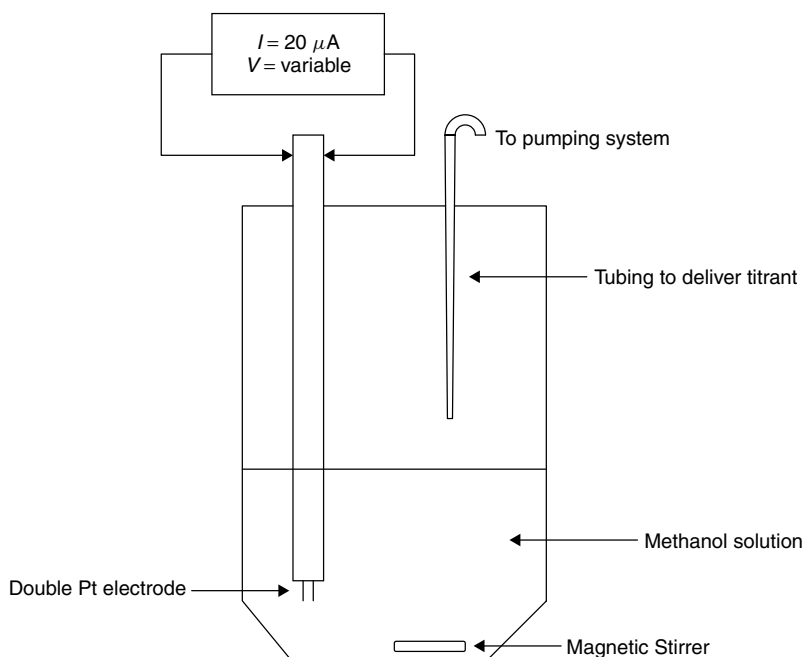 I = 20 μA
V = variable
To pumping system
Tubing to deliver titrant
Methanol solution
Double Pt electrode
Magnetic Stirrer